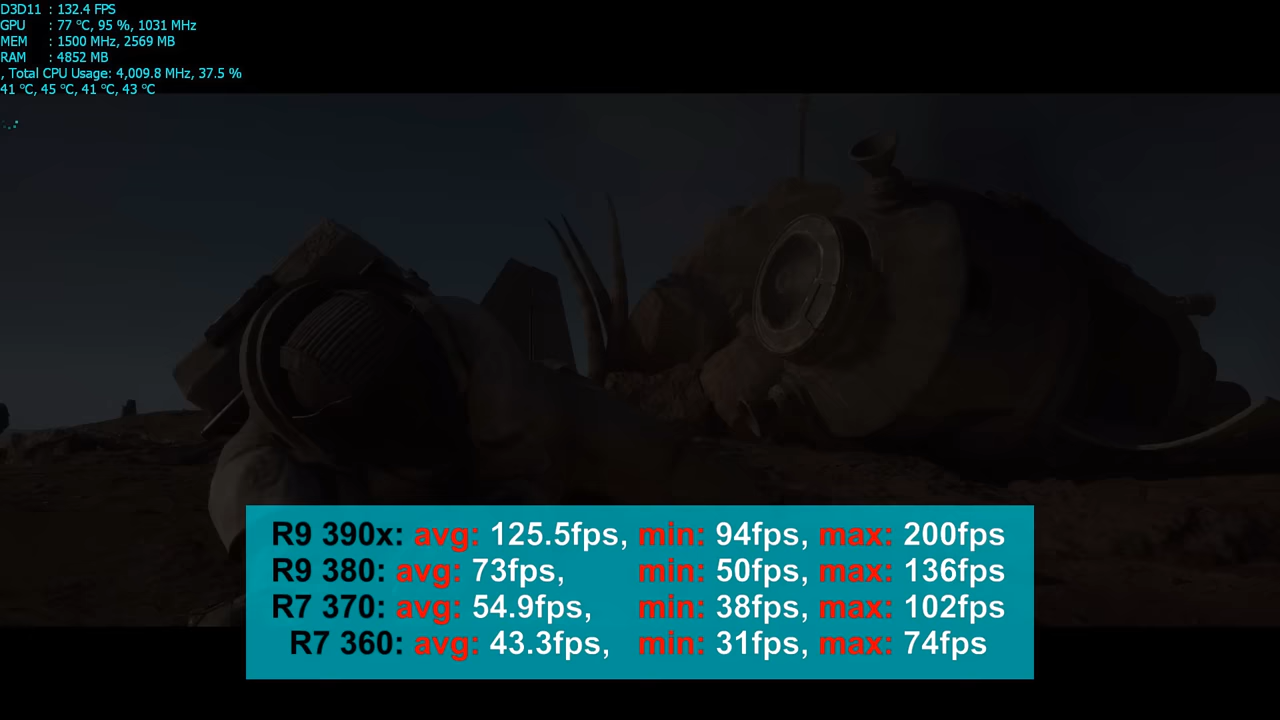 D3D11 : 132.4 FPS
GPU : 77 °C, 95 %, 1031 MHz
MEM : 1500 MHz, 2569 MB
RAM : 4852 MB
, Total CPU Usage: 4,009.8 MHz, 37.5 %
41 °C, 45 °C, 41 °C, 43 °C
R9 390x: avg: 125.5fps, min: 94fps, max: 200fps
R9 380: avg: 73fps, min: 50fps, max: 136fps
R7 370: avg: 54.9fps, min: 38fps, max: 102fps
R7 360: avg: 43.3fps, min: 31fps, max: 74fps